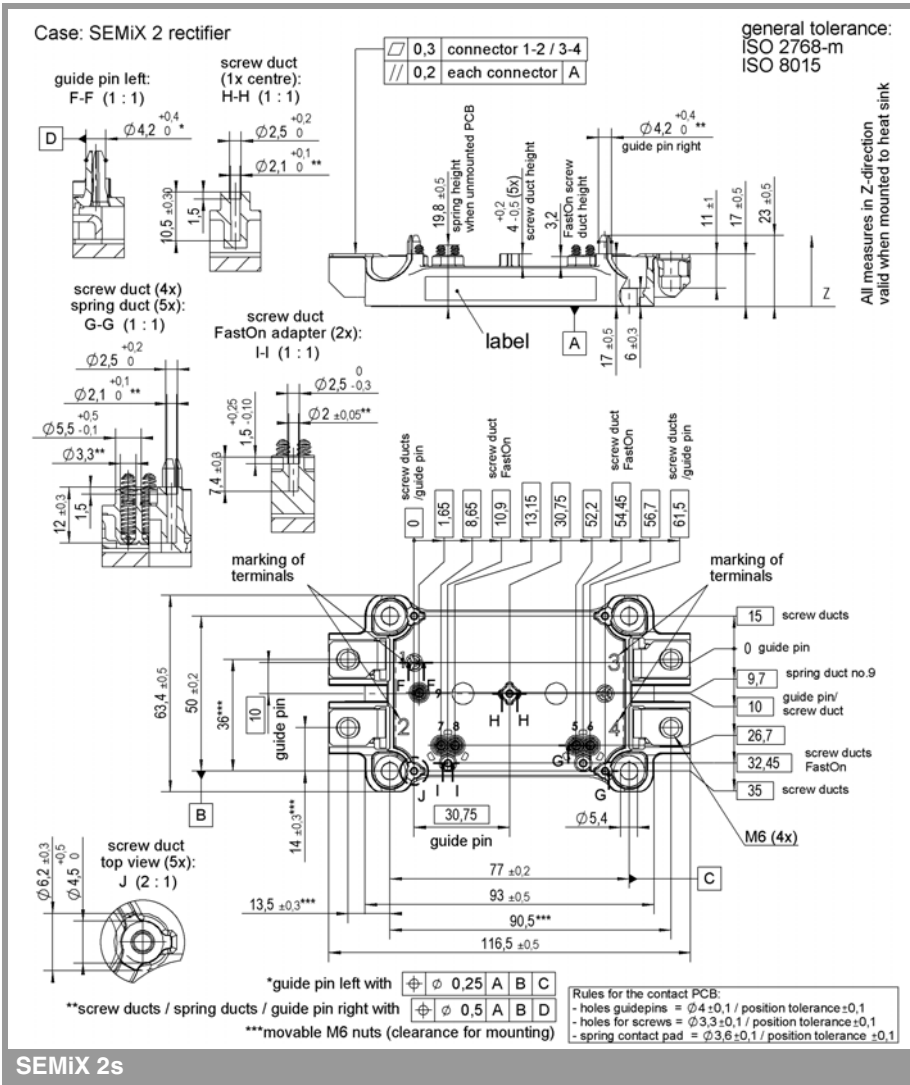 Case: SEMiX 2 rectifier
general tolerance:
ISO 2768-m
ISO 8015
0,3 connector 1-2 / 3-4
// 0,2 each connector A
guide pin left:
F-F (1 : 1)
D
Ø4,2 +0,4 0 *
screw duct
(1x centre):
H-H (1 : 1)
Ø2,5 +0,2 0
Ø2,1 +0,1 0 **
10,5 ±0,30
1,5
19,8 ±0,5
spring height
when unmounted PCB
+0,2
4 -0,5 (5x)
screw duct height
3,2
FastOn screw
duct height
Ø4,2 +0,4 0 **
guide pin right
11 ±1
17 ±0,5
23 ±0,5
Z
All measures in Z-direction
valid when mounted to heat sink
label
A
17 ±0,5
6 ±0,3
screw duct (4x)
spring duct (5x):
G-G (1 : 1)
Ø2,5 +0,2 0
Ø2,1 +0,1 0 **
Ø5,5 +0,5 -0,1
Ø3,3**
12 ±0,3
1,5
screw duct
FastOn adapter (2x):
I-I (1 : 1)
Ø2,5 0 -0,3
Ø2 ±0,05**
1,5 +0,25 -0,10
7,4 ±0,3
screw ducts
/guide pin
screw duct
FastOn
screw duct
FastOn
screw ducts
/guide pin
0
1,65
8,65
10,9
13,15
30,75
52,2
54,45
56,7
61,5
marking of
terminals
marking of
terminals
63,4 ±0,5
50 ±0,2
36***
10
guide pin
14 ±0,3***
B
1
2
3
4
F F
9
H H
7 8
5 6
G
G
I I
J
15 screw ducts
0 guide pin
9,7 spring duct no.9
10 guide pin/
screw duct
26,7
32,45 screw ducts
FastOn
35 screw ducts
M6 (4x)
30,75
guide pin
Ø5,4
77 ±0,2
C
93 ±0,5
13,5 ±0,3***
90,5***
116,5 ±0,5
screw duct
top view (5x):
J (2 : 1)
Ø6,2 ±0,3
Ø4,5 +0,5 0
*guide pin left with ⌖ Ø 0,25 A B C
**screw ducts / spring ducts / guide pin right with ⌖ Ø 0,5 A B D
***movable M6 nuts (clearance for mounting)
Rules for the contact PCB:
- holes guidepins = Ø4±0,1 / position tolerance±0,1
- holes for screws = Ø3,3±0,1 / position tolerance±0,1
- spring contact pad = Ø3,6±0,1 / position tolerance ±0,1
SEMiX 2s